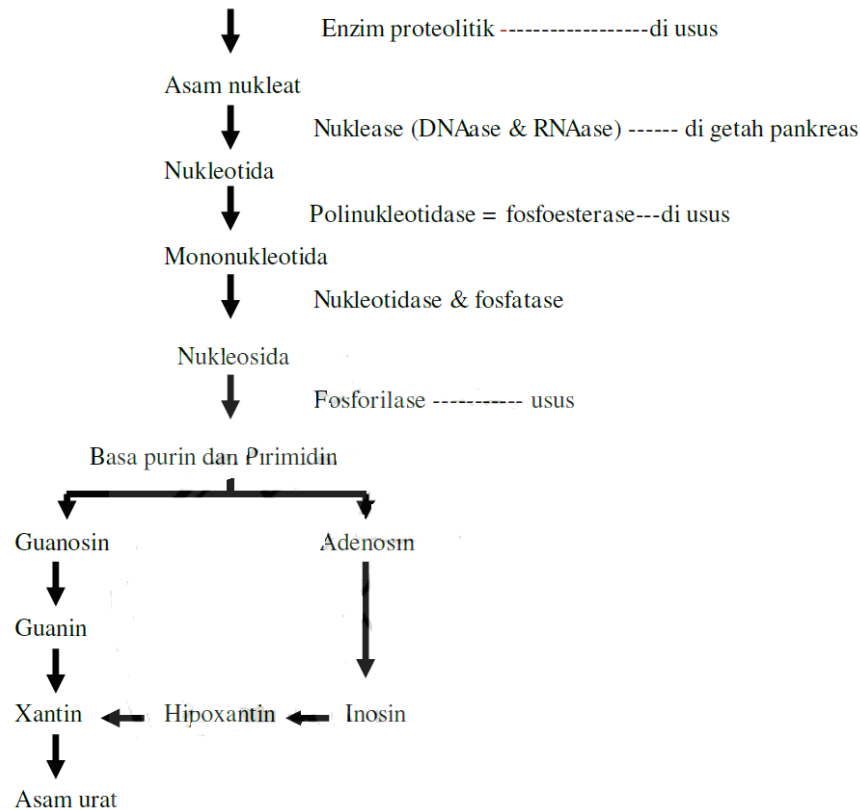 Enzim proteolitik ------------------di usus
Asam nukleat
Nuklease (DNAase & RNAase) ------ di getah pankreas
Nukleotida
Polinukleotidase = fosfoesterase---di usus
Mononukleotida
Nukleotidase & fosfatase
Nukleosida
Fosforilase ----------- usus
Basa purin dan Pirimidin
Guanosin
Adenosin
Guanin
Xantin
Hipoxantin
Inosin
Asam urat